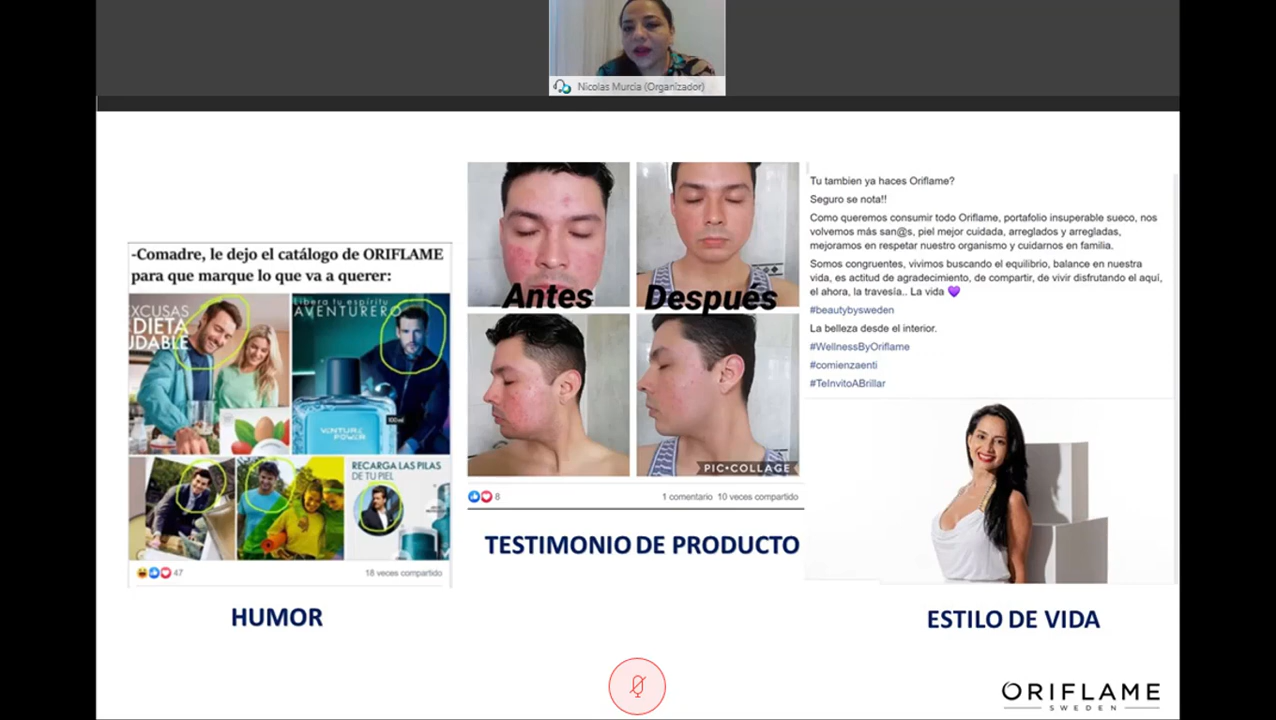 Nicolas Murcia (Organizador)
-Comadre, le dejo el catálogo de ORIFLAME
para que marque lo que va a querer:
EXCUSAS
DIETA
UDABLE
Libera tu espíritu
AVENTURERO
100ml
VENTURE
POWER
RECARGA LAS PILAS
DE TU PIEL
47
18 veces compartido
HUMOR
Antes
Después
PIC•COLLAGE
8
1 comentario 10 veces compartido
TESTIMONIO DE PRODUCTO
Tu tambien ya haces Oriflame?
Seguro se nota!!
Como queremos consumir todo Oriflame, portafolio insuperable sueco, nos
volvemos más san@s, piel mejor cuidada, arreglados y arregladas,
mejoramos en respetar nuestro organismo y cuidarnos en familia.
Somos congruentes, vivimos buscando el equilibrio, balance en nuestra
vida, es actitud de agradecimiento, de compartir, de vivir disfrutando el aquí,
el ahora, la travesía.. La vida 💜
#beautybysweden
La belleza desde el interior.
#WellnessByOriflame
#comienzaenti
#TeInvitoABrillar
ESTILO DE VIDA
ORIFLAME
SWEDEN